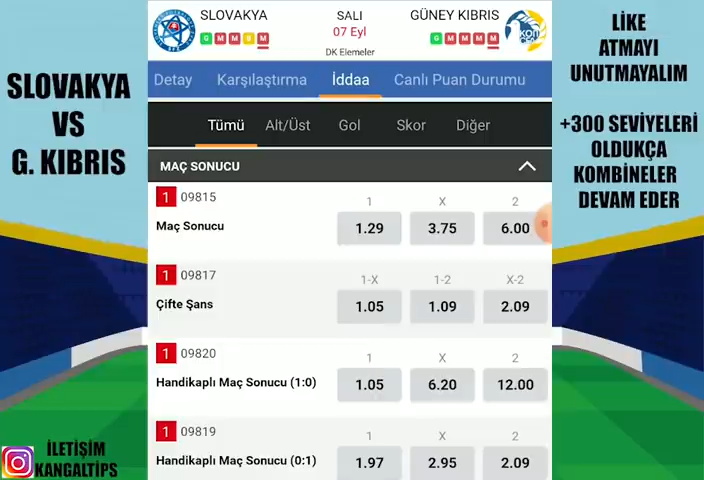 SLOVAKYA
VS
G. KIBRIS
SLOVAKYA
G M M B M
SALI
07 Eyl
DK Elemeler
GÜNEY KIBRIS
G M M M M
Detay Karşılaştırma İddaa Canlı Puan Durumu
Tümü Alt/Üst Gol Skor Diğer
MAÇ SONUCU
1 09815 1 X 2
Maç Sonucu 1.29 3.75 6.00
1 09817 1-X 1-2 X-2
Çifte Şans 1.05 1.09 2.09
1 09820 1 X 2
Handikaplı Maç Sonucu (1:0) 1.05 6.20 12.00
1 09819 1 X 2
Handikaplı Maç Sonucu (0:1) 1.97 2.95 2.09
LİKE
ATMAYI
UNUTMAYALIM
+300 SEVİYELERİ
OLDUKÇA
KOMBİNELER
DEVAM EDER
İLETİŞİM
KANGALTİPS